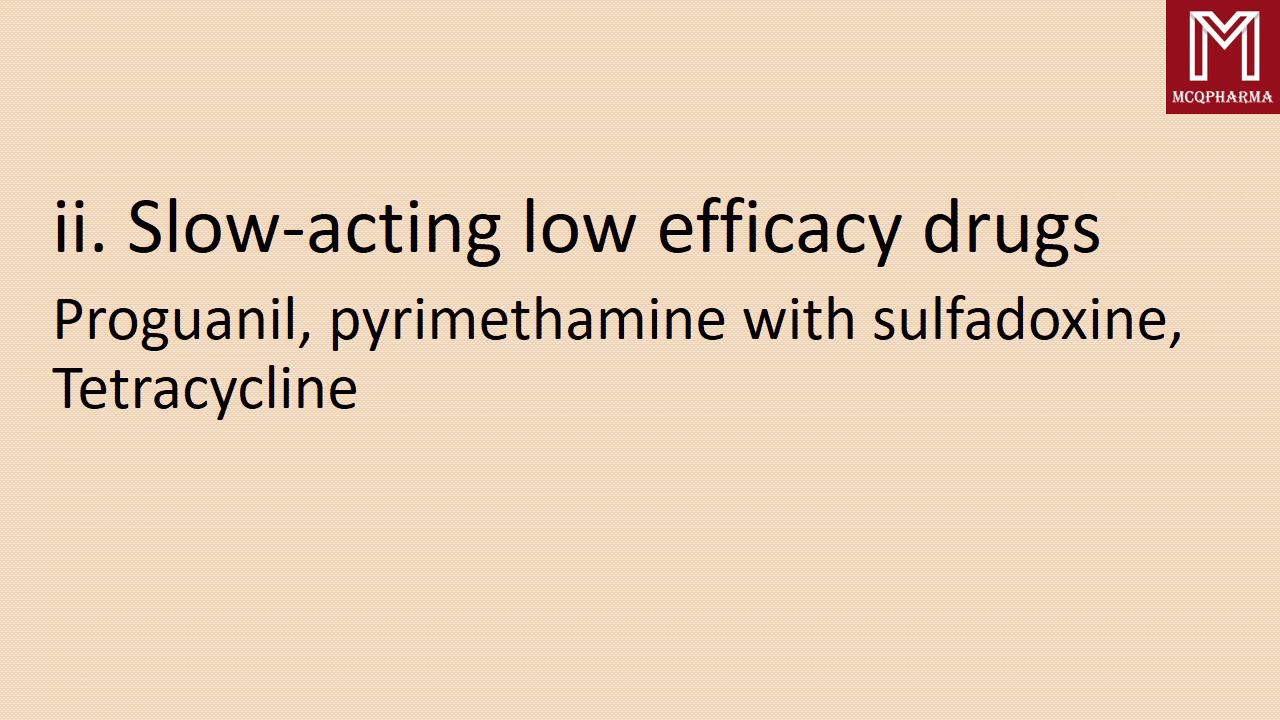 MCQPHARMA
ii. Slow-acting low efficacy drugs
Proguanil, pyrimethamine with sulfadoxine,
Tetracycline